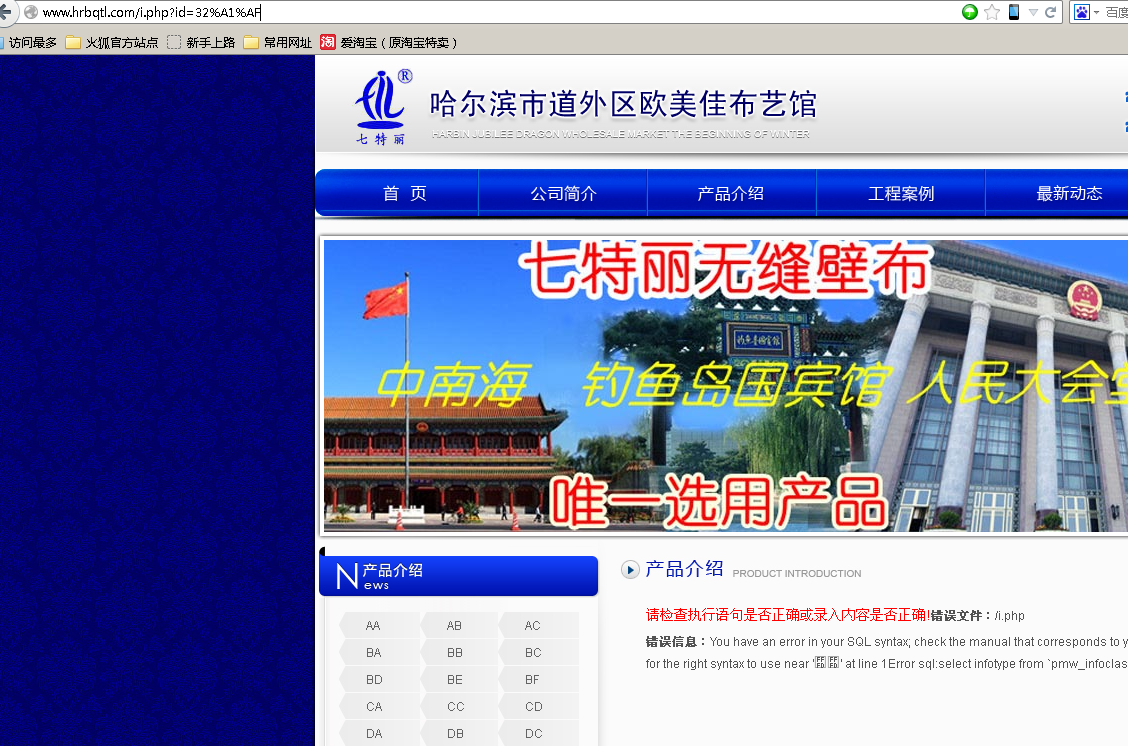 www.hrbqtl.com/i.php?id=32%A1%AF
百度
访问最多 火狐官方站点 新手上路 常用网址 淘 爱淘宝（原淘宝特卖）
®
七特丽
哈尔滨市道外区欧美佳布艺馆
HARBIN JUBILEE DRAGON WHOLESALE MARKET THE BEGINNING OF WINTER
首 页 公司简介 产品介绍 工程案例 最新动态
七特丽无缝壁布
中南海 钓鱼岛国宾馆 人民大会堂
唯一选用产品
News 产品介绍
产品介绍 PRODUCT INTRODUCTION
请检查执行语句是否正确或录入内容是否正确!错误文件：/i.php
错误信息：You have an error in your SQL syntax; check the manual that corresponds to y
for the right syntax to use near '' at line 1Error sql:select infotype from `pmw_infoclas
AA AB AC
BA BB BC
BD BE BF
CA CC CD
DA DB DC